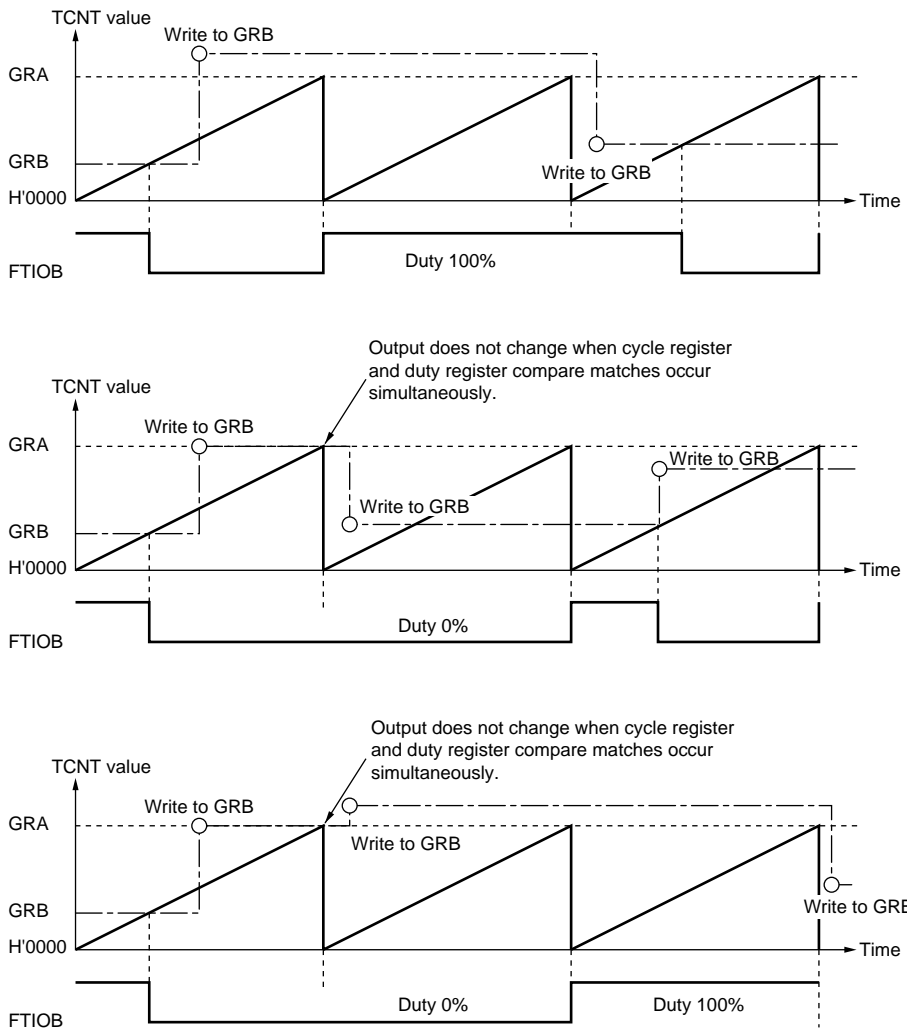 TCNT value
Write to GRB
GRA
GRB
Write to GRB
H'0000
Time
Duty 100%
FTIOB
Output does not change when cycle register
and duty register compare matches occur
simultaneously.
TCNT value
Write to GRB
GRA
Write to GRB
Write to GRB
GRB
H'0000
Time
Duty 0%
FTIOB
Output does not change when cycle register
and duty register compare matches occur
simultaneously.
TCNT value
Write to GRB
GRA
Write to GRB
GRB
Write to GRB
H'0000
Time
Duty 0%
Duty 100%
FTIOB